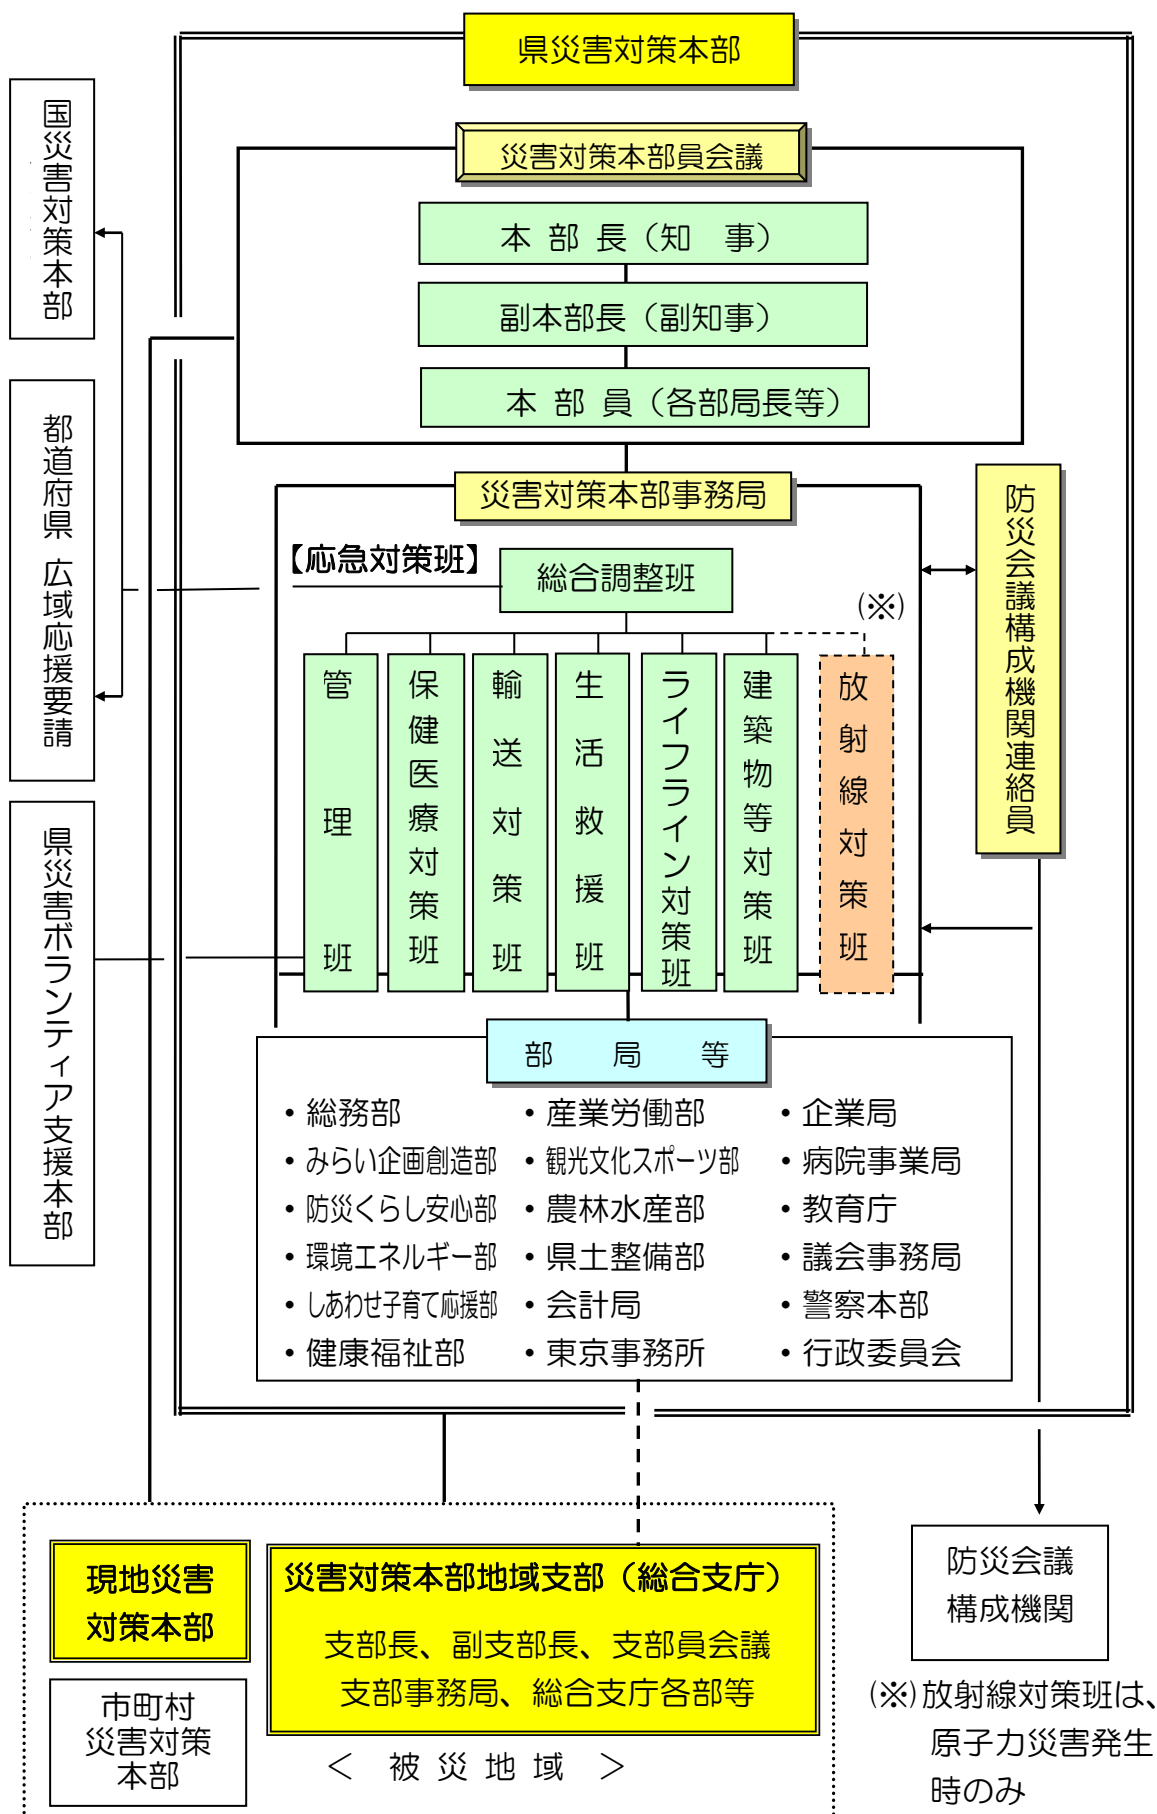 県災害対策本部
国災害対策本部
災害対策本部員会議
本 部 長（知　事）
副本部長（副知事）
本 部 員（各部局長等）
都道府県 広域応援要請
災害対策本部事務局
防災会議構成機関連絡員
【応急対策班】
総合調整班
(※)
管理班
保健医療対策班
輸送対策班
生活救援班
ライフライン対策班
建築物等対策班
放射線対策班
県災害ボランティア支援本部
部　局　等
・総務部
・みらい企画創造部
・防災くらし安心部
・環境エネルギー部
・しあわせ子育て応援部
・健康福祉部
・産業労働部
・観光文化スポーツ部
・農林水産部
・県土整備部
・会計局
・東京事務所
・企業局
・病院事業局
・教育庁
・議会事務局
・警察本部
・行政委員会
現地災害
対策本部
災害対策本部地域支部（総合支庁）
支部長、副支部長、支部員会議
支部事務局、総合支庁各部等
市町村
災害対策
本部
＜ 被 災 地 域 ＞
防災会議
構成機関
(※)放射線対策班は、
原子力災害発生
時のみ